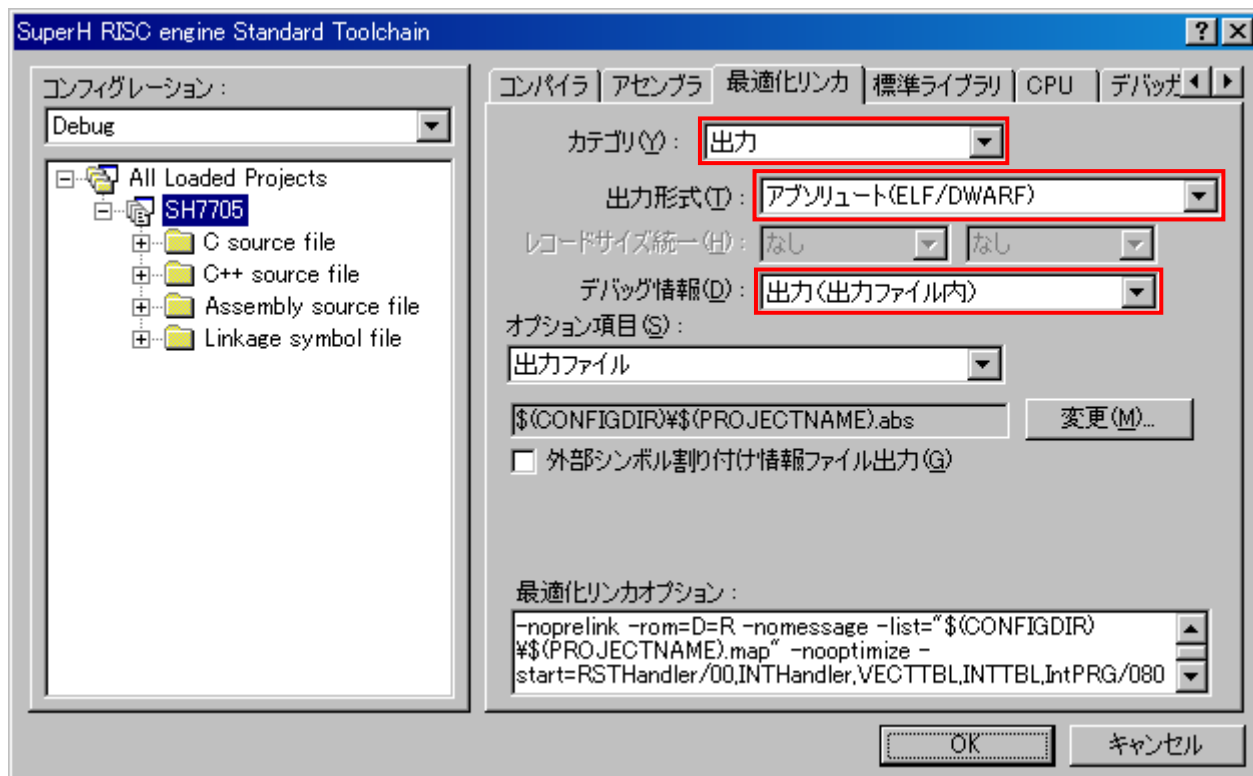 SuperH RISC engine Standard Toolchain
コンフィグレーション :
Debug
All Loaded Projects
SH7705
C source file
C++ source file
Assembly source file
Linkage symbol file
コンパイラ アセンブラ 最適化リンカ 標準ライブラリ CPU デバッガ
カテゴリ(Y) : 出力
出力形式(T) : アブソリュート(ELF/DWARF)
レコードサイズ統一(H) : なし なし
デバッグ情報(D) : 出力(出力ファイル内)
オプション項目(S) :
出力ファイル
$(CONFIGDIR)¥$(PROJECTNAME).abs 変更(M)...
外部シンボル割り付け情報ファイル出力(G)
最適化リンカオプション :
-noprelink -rom=D=R -nomessage -list="$(CONFIGDIR)
¥$(PROJECTNAME).map" -nooptimize -
start=RSTHandler/00,INTHandler,VECTTBL,INTTBL,IntPRG/080
OK キャンセル